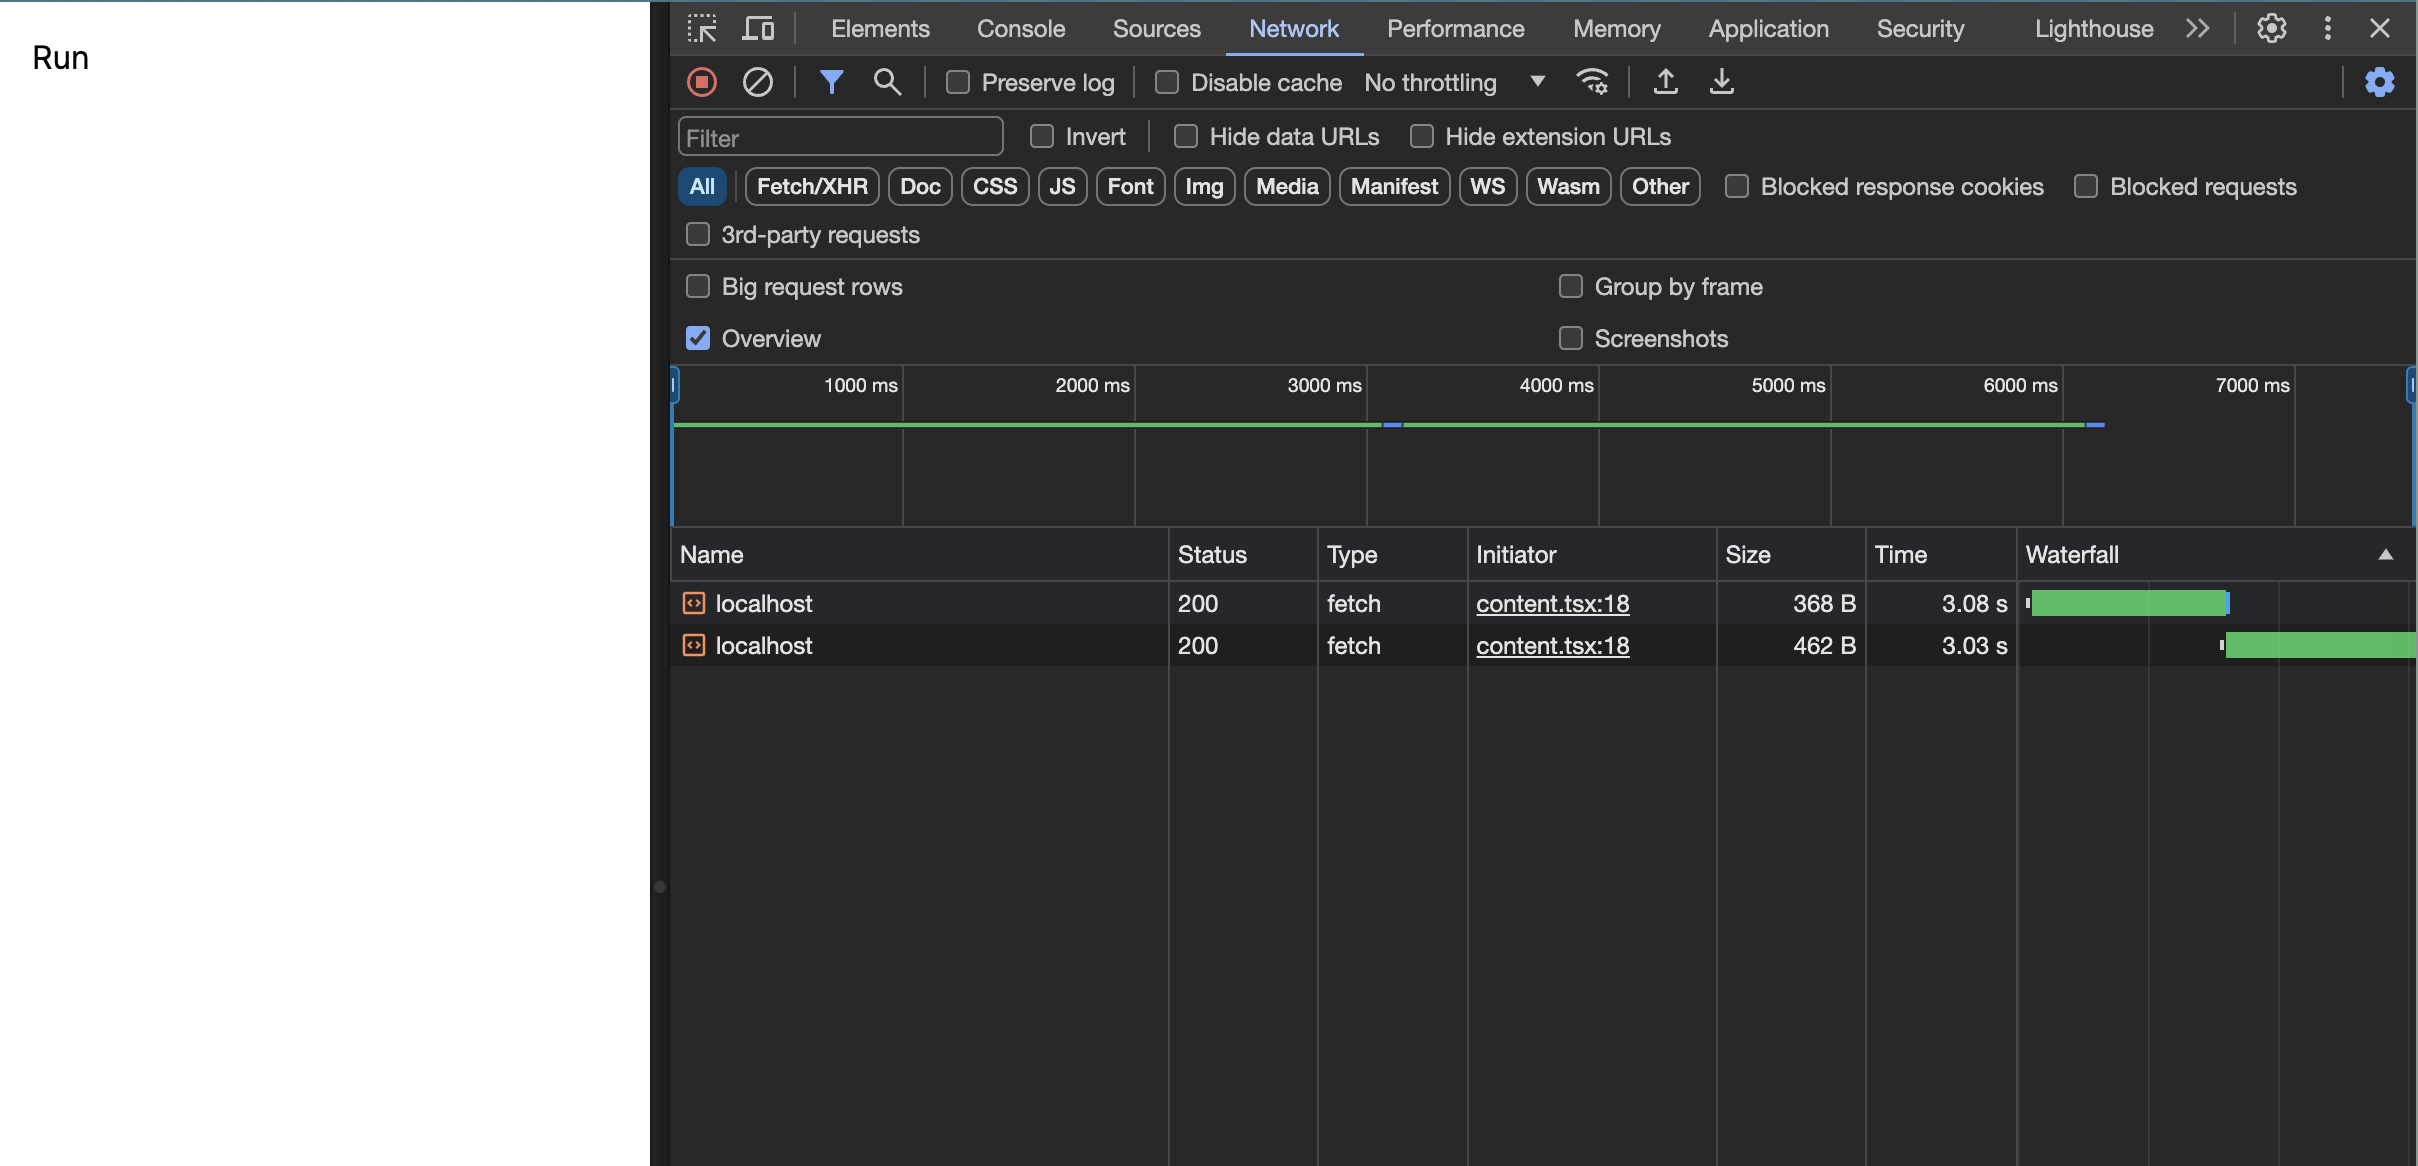 Run
Elements Console Sources Network Performance Memory Application Security Lighthouse
Preserve log Disable cache No throttling
Filter Invert Hide data URLs Hide extension URLs
All Fetch/XHR Doc CSS JS Font Img Media Manifest WS Wasm Other Blocked response cookies Blocked requests
3rd-party requests
Big request rows Group by frame
Overview Screenshots
1000 ms 2000 ms 3000 ms 4000 ms 5000 ms 6000 ms 7000 ms
Name Status Type Initiator Size Time Waterfall
localhost 200 fetch content.tsx:18 368 B 3.08 s
localhost 200 fetch content.tsx:18 462 B 3.03 s